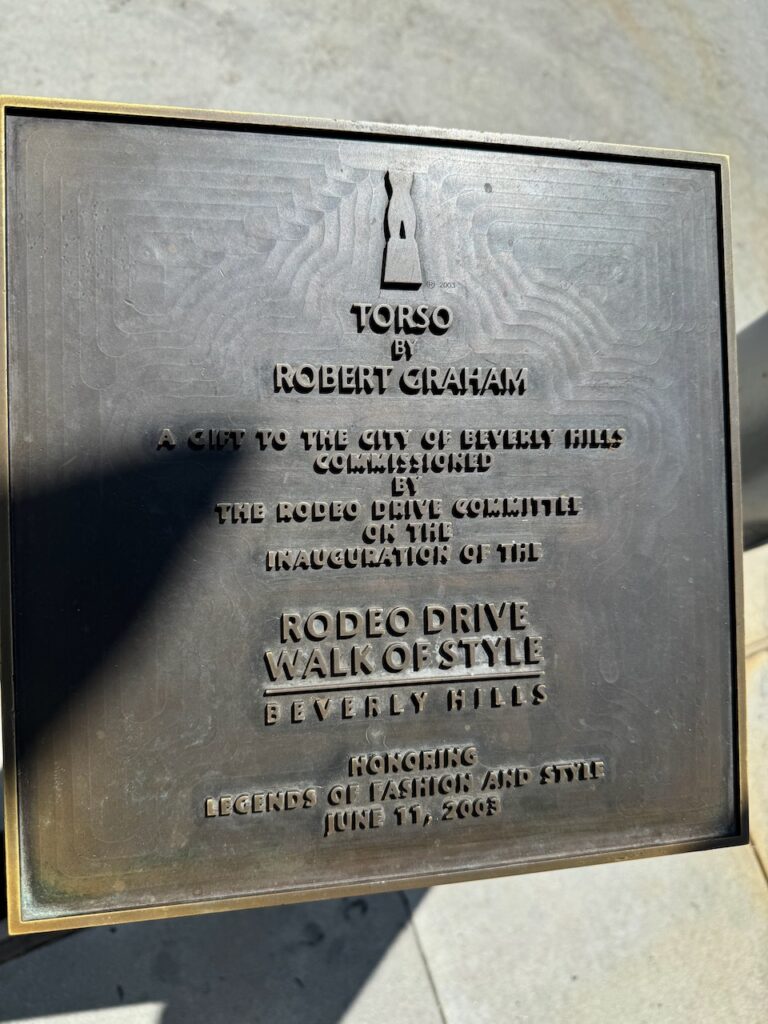 ® 2003
TORSO
BY
ROBERT GRAHAM
A GIFT TO THE CITY OF BEVERLY HILLS
COMMISSIONED
BY
THE RODEO DRIVE COMMITTEE
ON THE
INAUGURATION OF THE
RODEO DRIVE
WALK OF STYLE
BEVERLY HILLS
HONORING
LEGENDS OF FASHION AND STYLE
JUNE 11, 2003